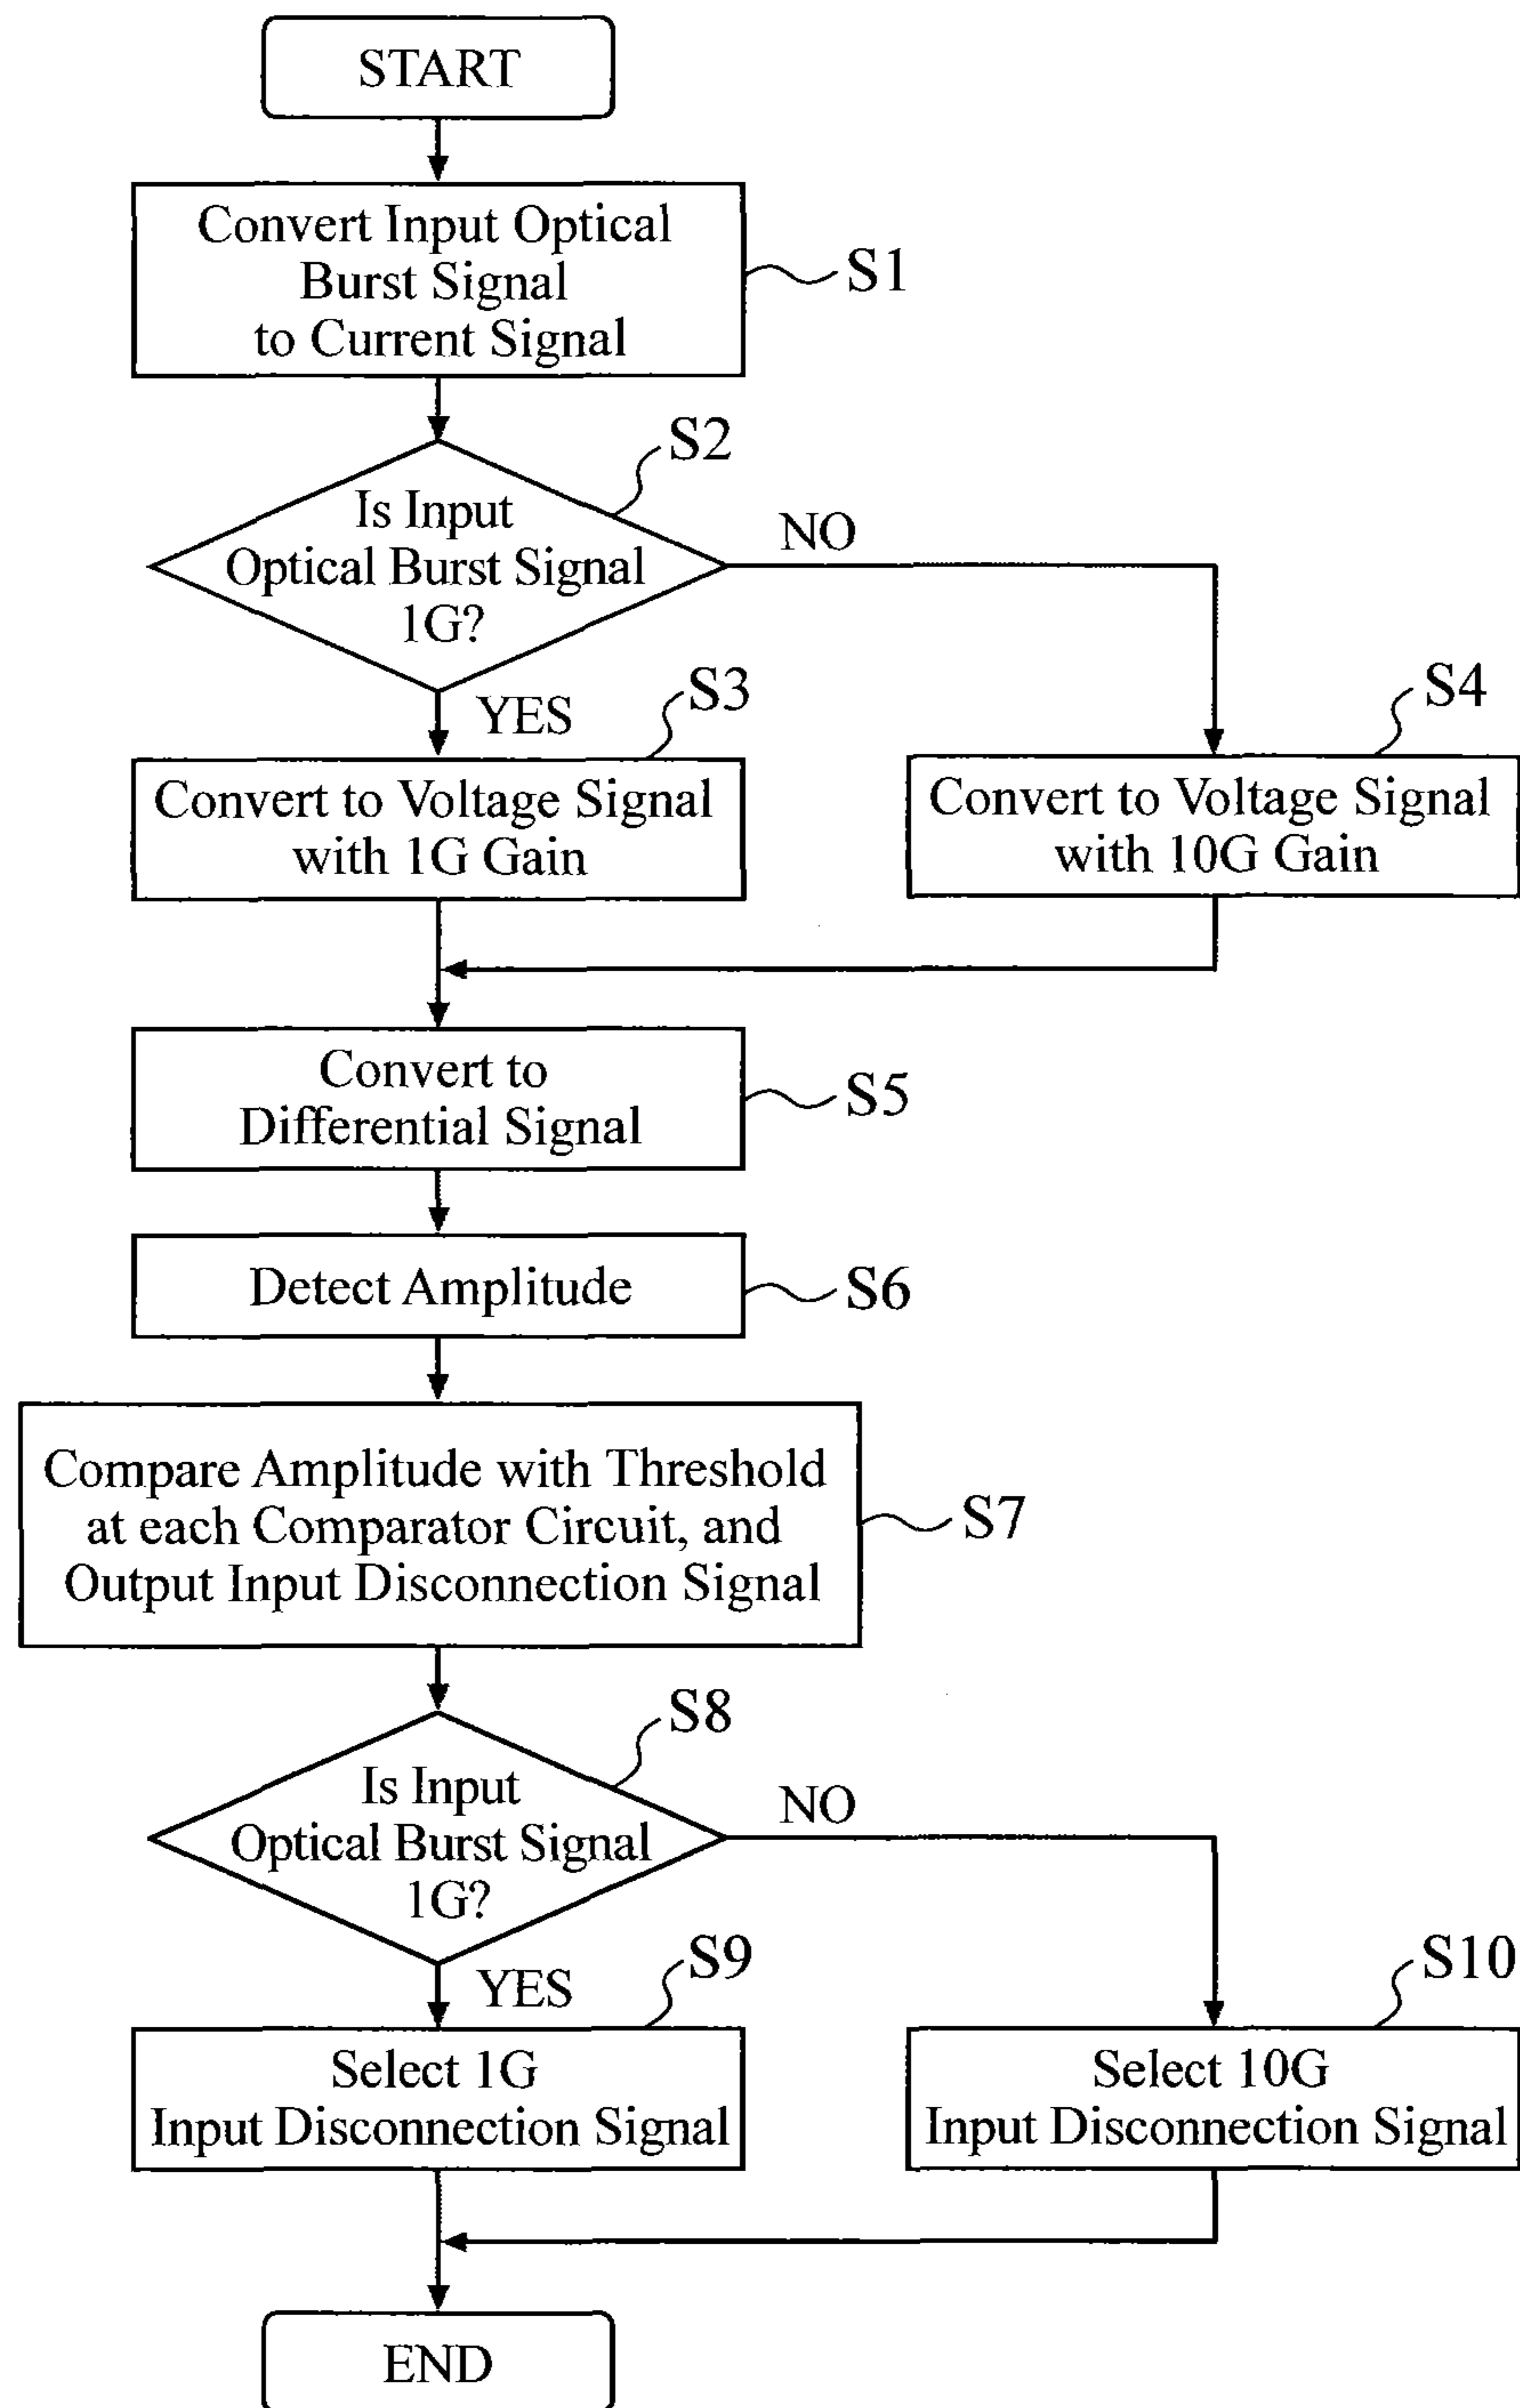 START
Convert Input Optical
Burst Signal
to Current Signal
S1
S2
Is Input
Optical Burst Signal
1G?
NO
YES
S3
S4
Convert to Voltage Signal
with 1G Gain
Convert to Voltage Signal
with 10G Gain
Convert to
Differential Signal
S5
Detect Amplitude
S6
Compare Amplitude with Threshold
at each Comparator Circuit, and
Output Input Disconnection Signal
S7
S8
Is Input
Optical Burst Signal
1G?
NO
YES
S9
S10
Select 1G
Input Disconnection Signal
Select 10G
Input Disconnection Signal
END